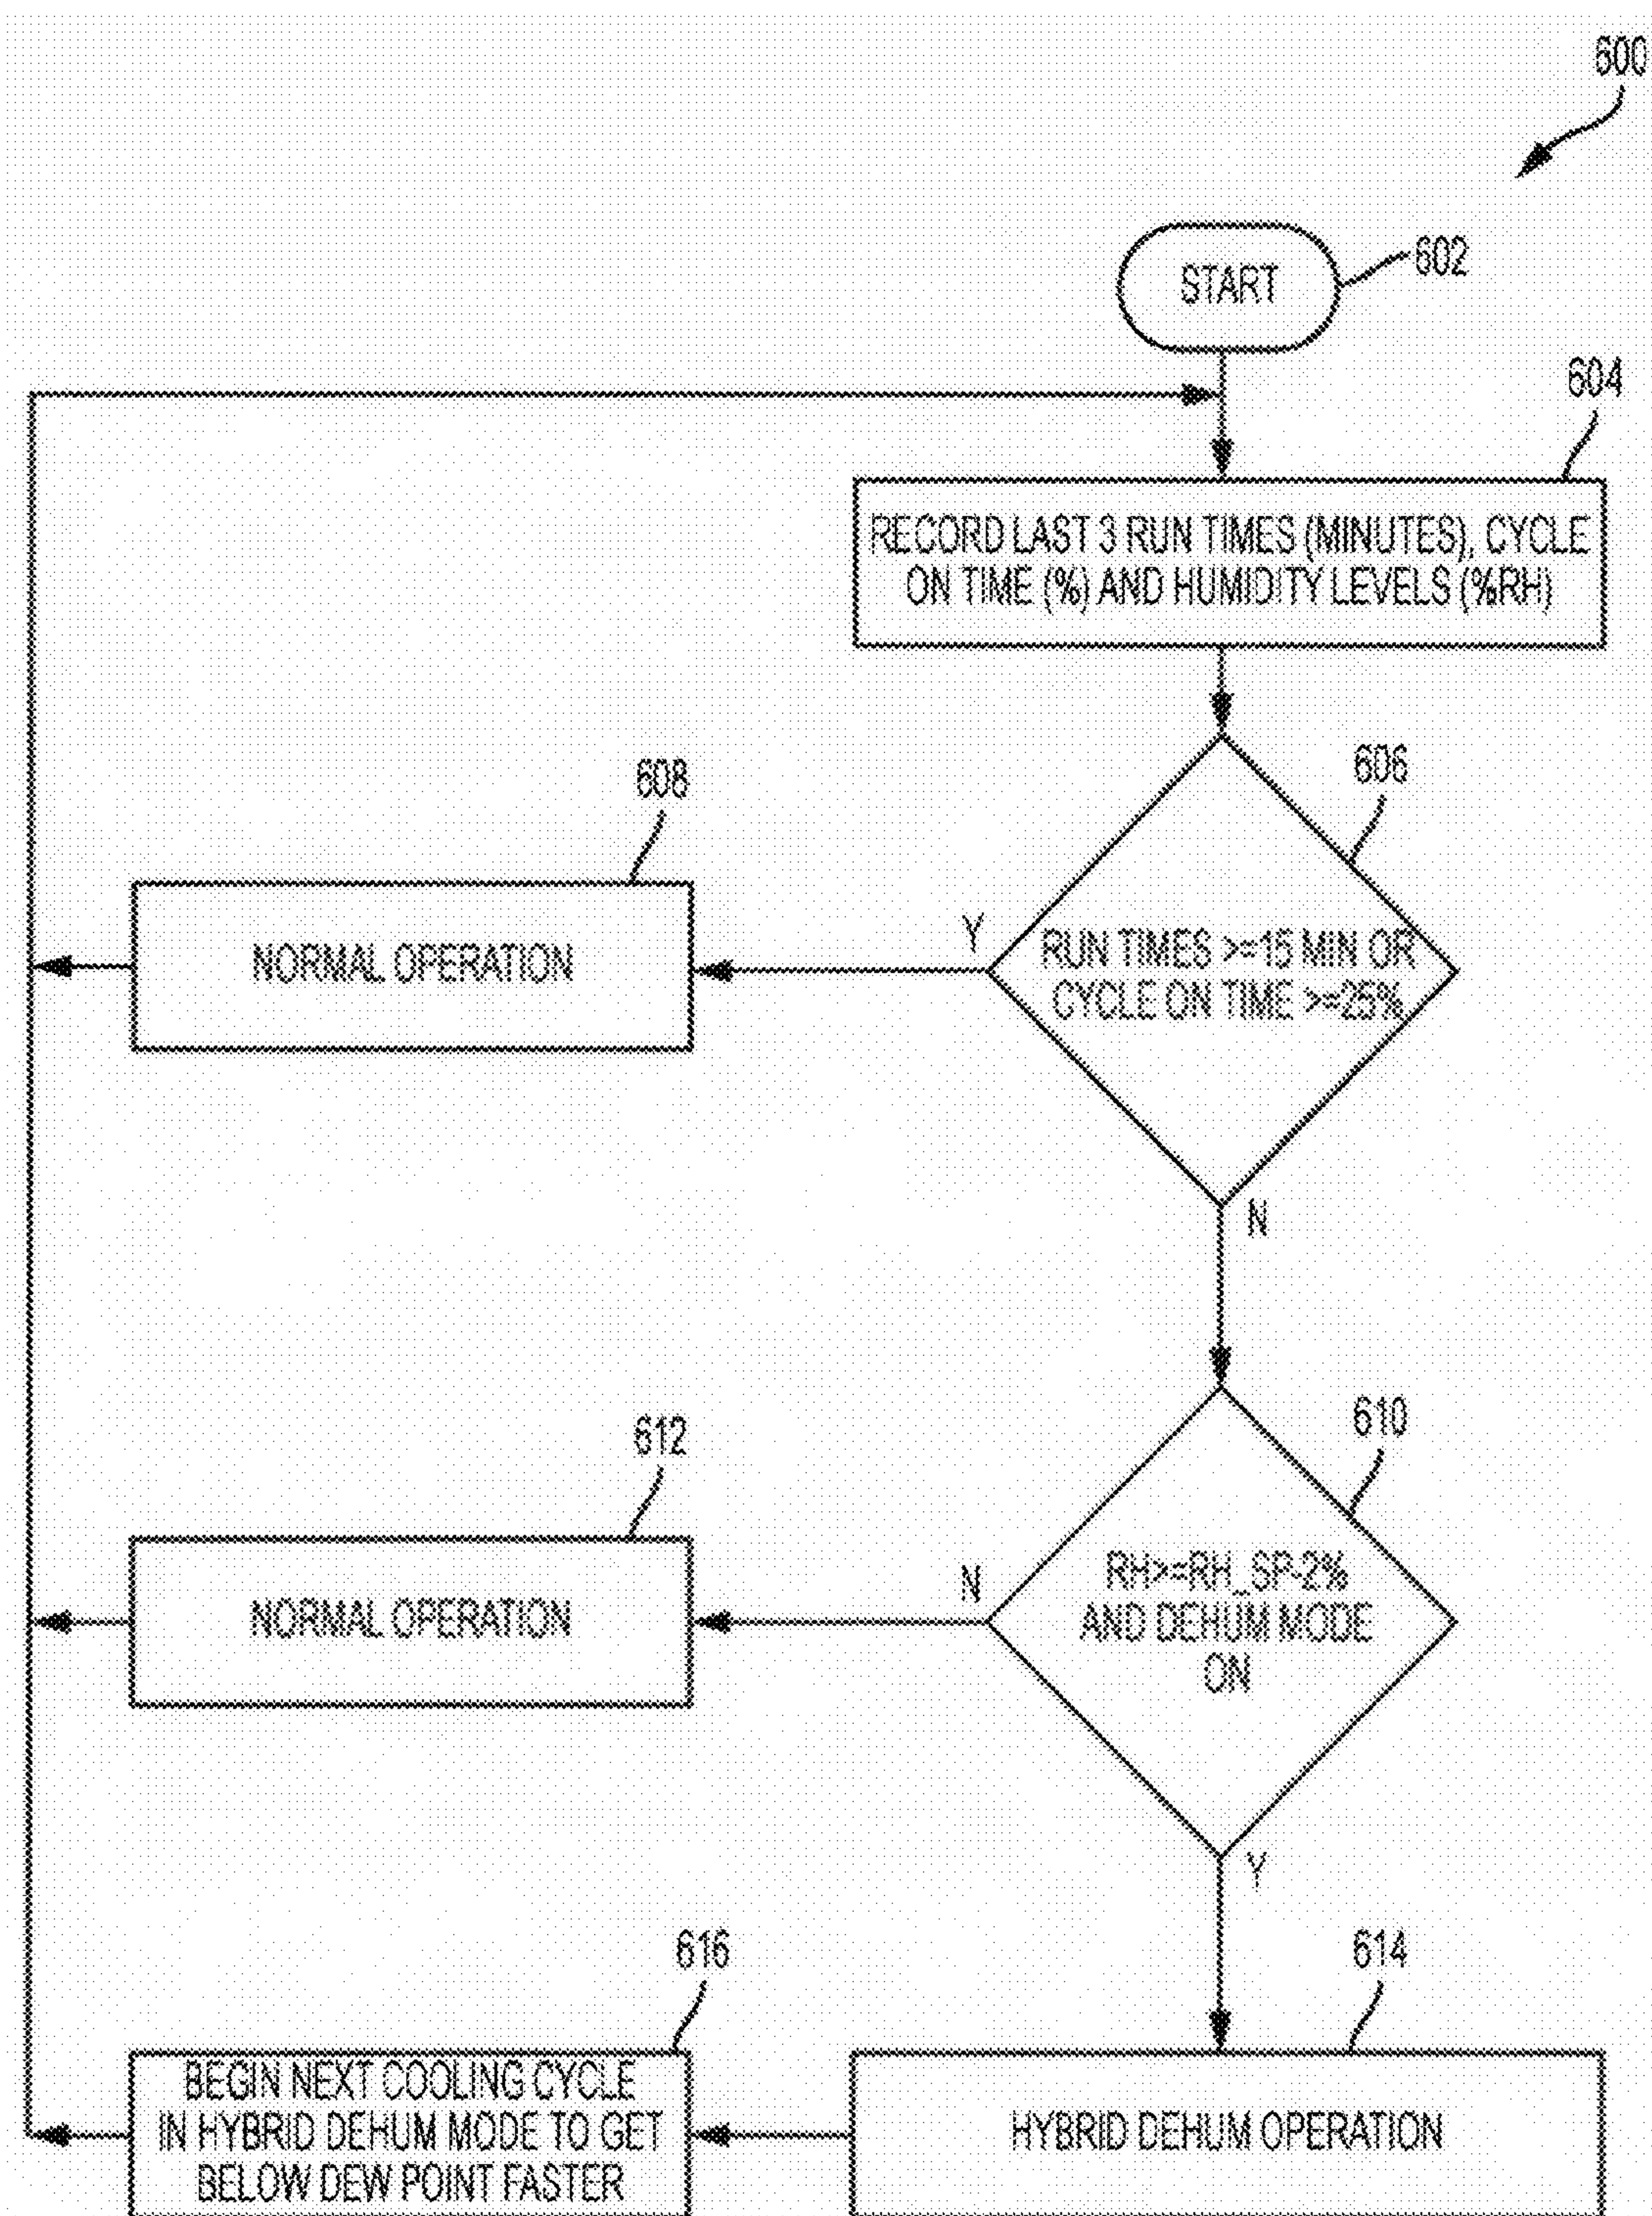 600
START
602
604
RECORD LAST 3 RUN TIMES (MINUTES), CYCLE
ON TIME (%) AND HUMIDITY LEVELS (%RH)
606
608
Y
NORMAL OPERATION
RUN TIMES >=15 MIN OR
CYCLE ON TIME >=25%
N
610
612
N
NORMAL OPERATION
RH>=RH_SP-2%
AND DEHUM MODE
ON
Y
616
614
BEGIN NEXT COOLING CYCLE
IN HYBRID DEHUM MODE TO GET
BELOW DEW POINT FASTER
HYBRID DEHUM OPERATION